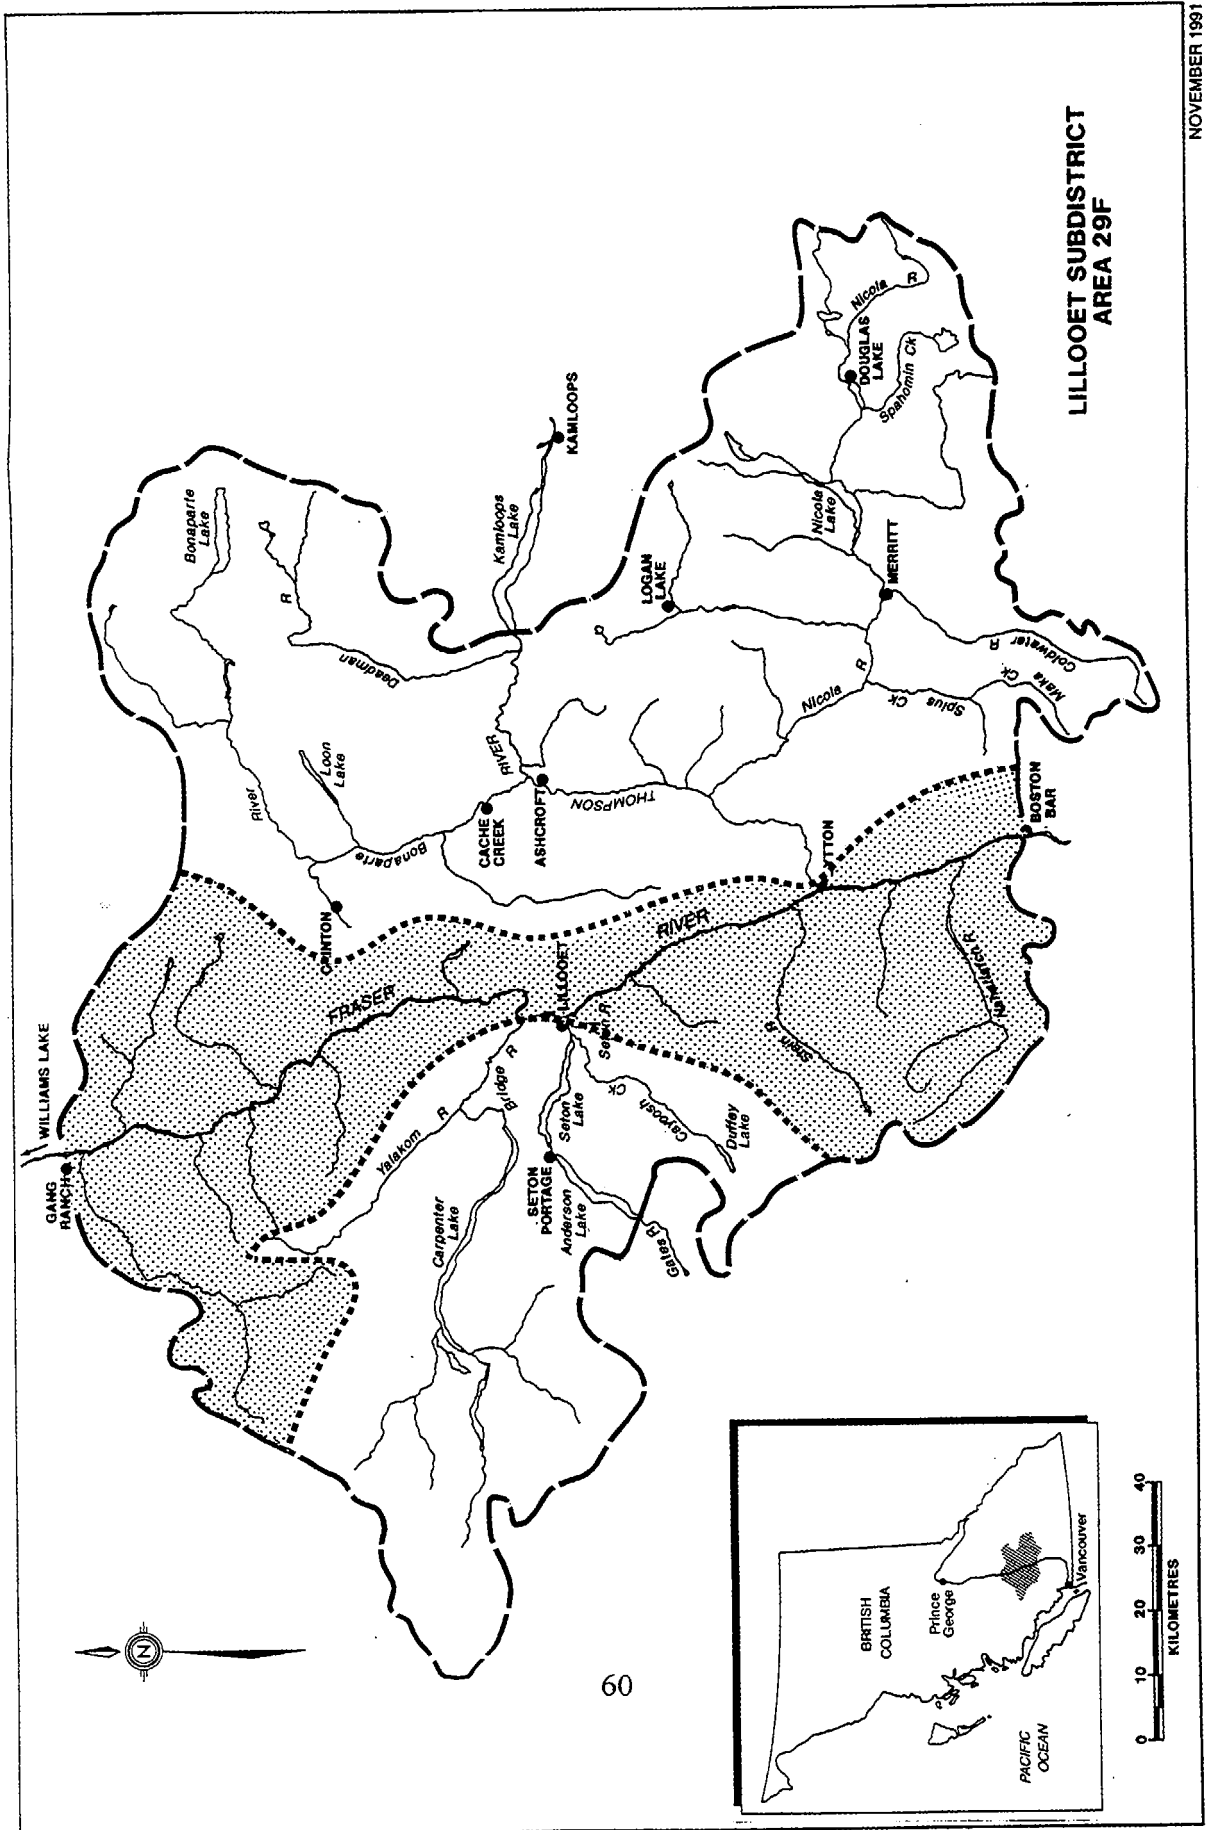 WILLIAMS LAKE
GANG
RANCH
FRASER
CLINTON
River
Bonaparte
Lake
R
Deadman
Loon
Lake
Bonaparte
CACHE
CREEK
ASHCROFT
RIVER
THOMPSON
Kamloops
Lake
KAMLOOPS
Yalakom R
Bridge R
Carpenter
Lake
SETON
PORTAGE
Anderson
Lake
Seton
Lake
Seton R
LILLOOET
Cayoosh Ck
Duffey
Lake
Gates R
RIVER
LYTTON
Stein R
Nahatlatch R
BOSTON
BAR
LOGAN
LAKE
Nicola
Lake
MERRITT
Nicola R
Spius Ck
Maka Ck
Coldwater R
DOUGLAS
LAKE
Nicola R
Spahomin Ck
LILLOOET SUBDISTRICT
AREA 29F
N
60
BRITISH
COLUMBIA
Prince
George
Vancouver
PACIFIC
OCEAN
0 10 20 30 40
KILOMETRES
NOVEMBER 1991